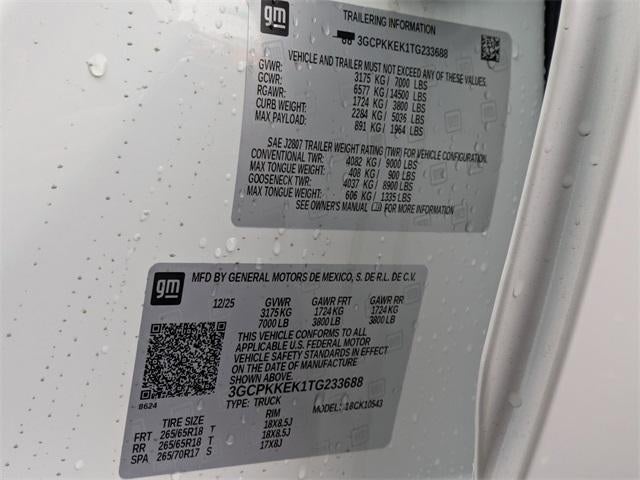 gm
TRAILERING INFORMATION
88 3GCPKKEK1TG233688
VEHICLE AND TRAILER MUST NOT EXCEED ANY OF THESE VALUES.
GVWR: 3175 KG / 7000 LBS
GCWR: 6577 KG / 14500 LBS
RGAWR: 1724 KG / 3800 LBS
CURB WEIGHT: 2284 KG / 5036 LBS
MAX PAYLOAD: 891 KG / 1964 LBS
SAE J2807 TRAILER WEIGHT RATING (TWR) FOR VEHICLE CONFIGURATION.
CONVENTIONAL TWR: 4082 KG / 9000 LBS
MAX TONGUE WEIGHT: 408 KG / 900 LBS
GOOSENECK TWR: 4037 KG / 8900 LBS
MAX TONGUE WEIGHT: 606 KG / 1335 LBS
SEE OWNER'S MANUAL FOR MORE INFORMATION
gm
MFD BY GENERAL MOTORS DE MEXICO, S. DE R.L. DE C.V.
12/25 GVWR GAWR FRT GAWR RR
3175 KG 1724 KG 1724 KG
7000 LB 3800 LB 3800 LB
THIS VEHICLE CONFORMS TO ALL
APPLICABLE U.S. FEDERAL MOTOR
VEHICLE SAFETY STANDARDS IN EFFECT
ON THE DATE OF MANUFACTURE
SHOWN ABOVE.
3GCPKKEK1TG233688
B624
TYPE: TRUCK MODEL: 18CK10543
TIRE SIZE RIM
FRT 265/65R18 T 18X8.5J
RR 265/65R18 T 18X8.5J
SPA 265/70R17 S 17X8J